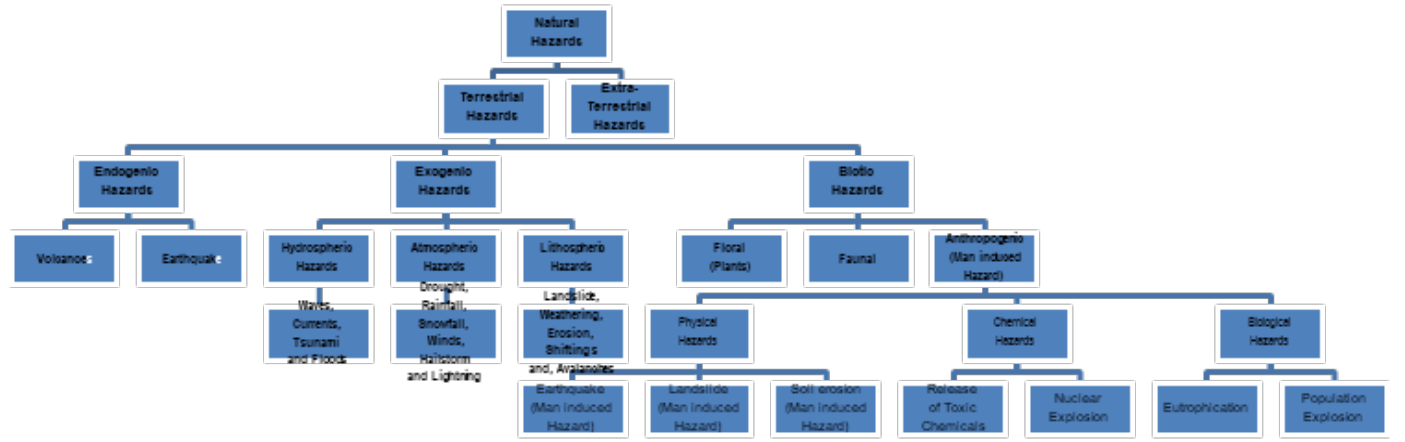 Natural
Hazards
Terrestrial
Hazards
Extra-
Terrestrial
Hazards
Endogenic
Hazards
Exogenic
Hazards
Biotic
Hazards
Volcanoes
Earthquake
Hydrospheric
Hazards
Atmospheric
Hazards
Lithospheric
Hazards
Floral
(Plants)
Faunal
Anthropogenic
(Man induced
Hazard)
Waves,
Currents,
Tsunami
and Floods
Drought,
Rainfall,
Snowfall,
Winds,
Hailstorm
and Lightning
Landslide,
Weathering,
Erosion,
Shiftings
and, Avalanches
Physical
Hazards
Chemical
Hazards
Biological
Hazards
Earthquake
(Man induced
Hazard)
Landslide
(Man induced
Hazard)
Soil erosion
(Man induced
Hazard)
Release
of Toxic
Chemicals
Nuclear
Explosion
Eutrophication
Population
Explosion